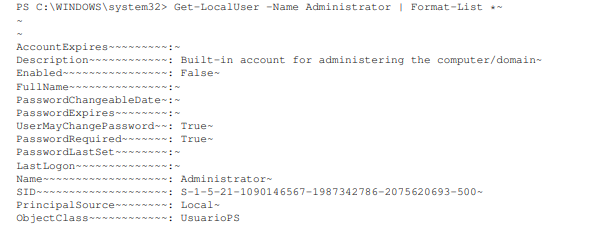 PS C:\WINDOWS\system32> Get-LocalUser -Name Administrator | Format-List *~
~
~
AccountExpires~~~~~~~~~:~
Description~~~~~~~~~~~~: Built-in account for administering the computer/domain~
Enabled~~~~~~~~~~~~~~~~: False~
FullName~~~~~~~~~~~~~~~:~
PasswordChangeableDate~:~
PasswordExpires~~~~~~~~:~
UserMayChangePassword~~: True~
PasswordRequired~~~~~~~: True~
PasswordLastSet~~~~~~~~:~
LastLogon~~~~~~~~~~~~~~:~
Name~~~~~~~~~~~~~~~~~~~: Administrator~
SID~~~~~~~~~~~~~~~~~~~~: S-1-5-21-1090146567-1987342786-2075620693-500~
PrincipalSource~~~~~~~~: Local~
ObjectClass~~~~~~~~~~~~: UsuarioPS